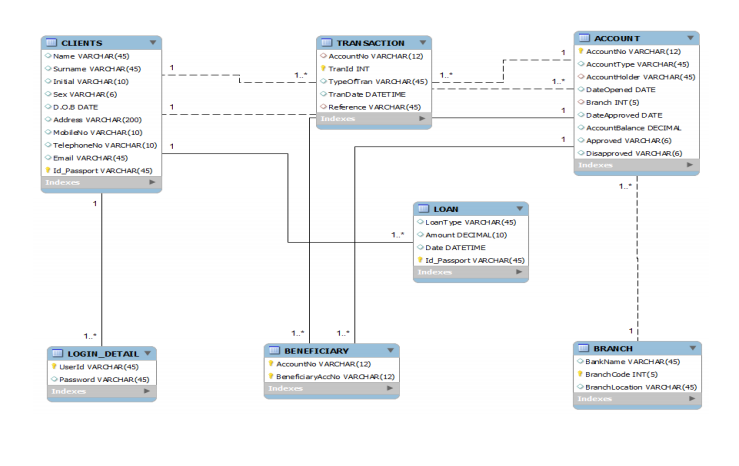 CLIENTS
Name VARCHAR(45)
Surname VARCHAR(45)
Initial VARCHAR(10)
Sex VARCHAR(6)
D.O.B DATE
Address VARCHAR(200)
MobileNo VARCHAR(10)
TelephoneNo VARCHAR(10)
Email VARCHAR(45)
Id_Passport VARCHAR(45)
Indexes
TRANSACTION
AccountNo VARCHAR(12)
TranId INT
TypeOfTran VARCHAR(45)
TranDate DATETIME
Reference VARCHAR(45)
Indexes
ACCOUNT
AccountNo VARCHAR(12)
AccountType VARCHAR(45)
AccountHolder VARCHAR(45)
DateOpened DATE
Branch INT(5)
DateApproved DATE
AccountBalance DECIMAL
Approved VARCHAR(6)
Disapproved VARCHAR(6)
Indexes
1
1..*
1..*
1
1
1..*
1
1
1
1..*
LOAN
LoanType VARCHAR(45)
Amount DECIMAL(10)
Date DATETIME
Id_Passport VARCHAR(45)
Indexes
1
1..*
1..*
1..*
1..*
1
LOGIN_DETAIL
UserId VARCHAR(45)
Password VARCHAR(45)
Indexes
BENEFICIARY
AccountNo VARCHAR(12)
BeneficiaryAccNo VARCHAR(12)
Indexes
BRANCH
BankName VARCHAR(45)
BranchCode INT(5)
BranchLocation VARCHAR(45)
Indexes